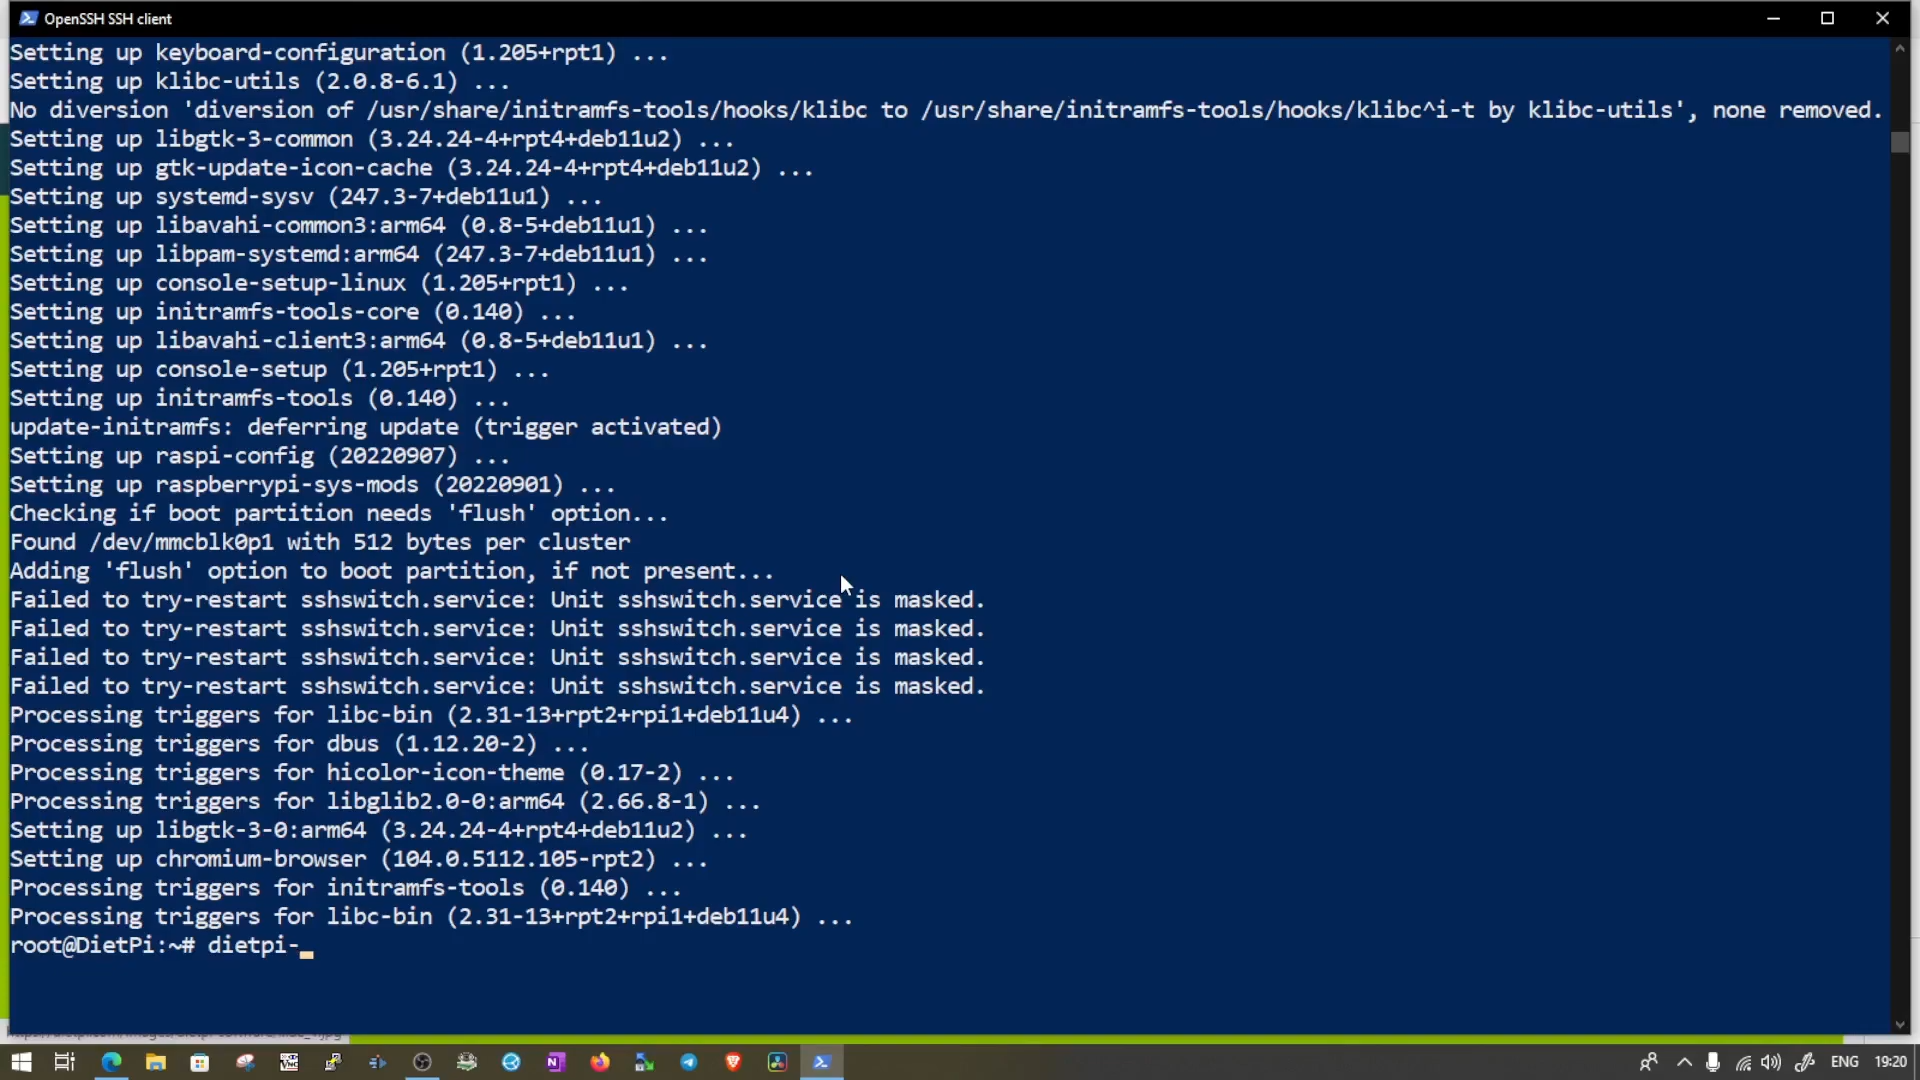 OpenSSH SSH client
Setting up keyboard-configuration (1.205+rpt1) ...
Setting up klibc-utils (2.0.8-6.1) ...
No diversion 'diversion of /usr/share/initramfs-tools/hooks/klibc to /usr/share/initramfs-tools/hooks/klibc^i-t by klibc-utils', none removed.
Setting up libgtk-3-common (3.24.24-4+rpt4+deb11u2) ...
Setting up gtk-update-icon-cache (3.24.24-4+rpt4+deb11u2) ...
Setting up systemd-sysv (247.3-7+deb11u1) ...
Setting up libavahi-common3:arm64 (0.8-5+deb11u1) ...
Setting up libpam-systemd:arm64 (247.3-7+deb11u1) ...
Setting up console-setup-linux (1.205+rpt1) ...
Setting up initramfs-tools-core (0.140) ...
Setting up libavahi-client3:arm64 (0.8-5+deb11u1) ...
Setting up console-setup (1.205+rpt1) ...
Setting up initramfs-tools (0.140) ...
update-initramfs: deferring update (trigger activated)
Setting up raspi-config (20220907) ...
Setting up raspberrypi-sys-mods (20220901) ...
Checking if boot partition needs 'flush' option...
Found /dev/mmcblk0p1 with 512 bytes per cluster
Adding 'flush' option to boot partition, if not present...
Failed to try-restart sshswitch.service: Unit sshswitch.service is masked.
Failed to try-restart sshswitch.service: Unit sshswitch.service is masked.
Failed to try-restart sshswitch.service: Unit sshswitch.service is masked.
Failed to try-restart sshswitch.service: Unit sshswitch.service is masked.
Processing triggers for libc-bin (2.31-13+rpt2+rpi1+deb11u4) ...
Processing triggers for dbus (1.12.20-2) ...
Processing triggers for hicolor-icon-theme (0.17-2) ...
Processing triggers for libglib2.0-0:arm64 (2.66.8-1) ...
Setting up libgtk-3-0:arm64 (3.24.24-4+rpt4+deb11u2) ...
Setting up chromium-browser (104.0.5112.105-rpt2) ...
Processing triggers for initramfs-tools (0.140) ...
Processing triggers for libc-bin (2.31-13+rpt2+rpi1+deb11u4) ...
root@DietPi:~# dietpi-
ENG 19:20